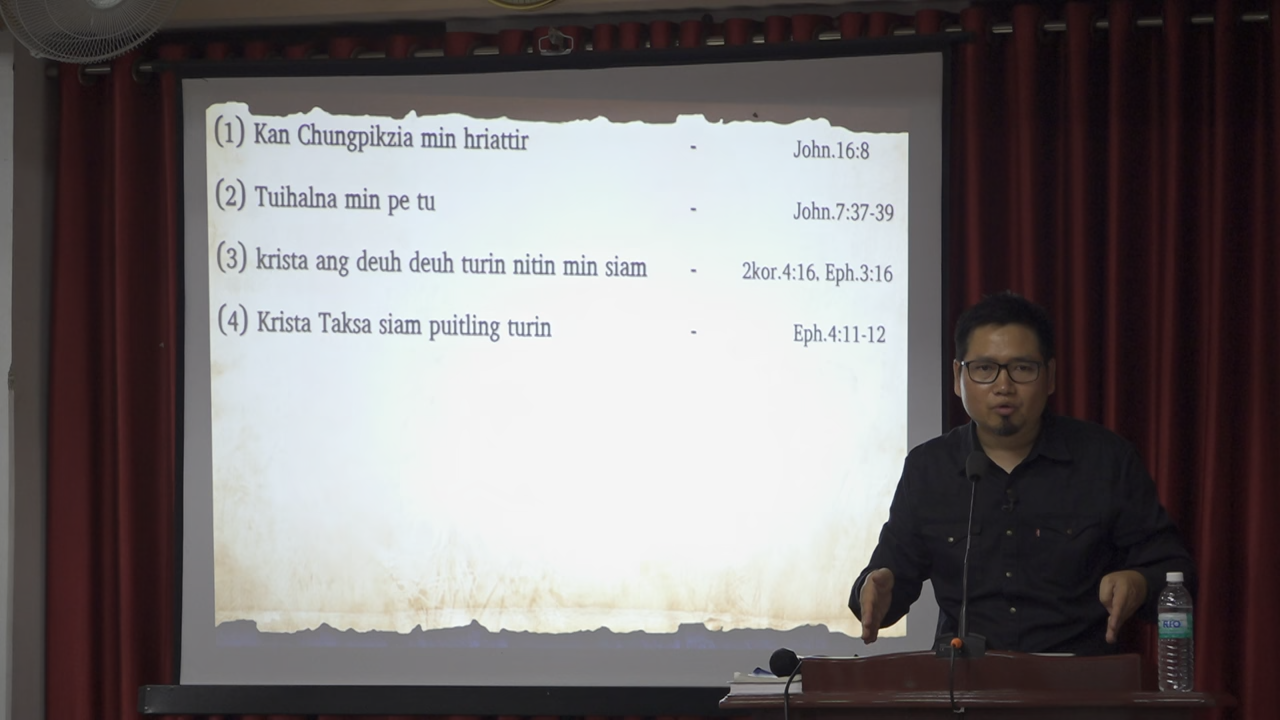 (1) Kan Chungpikzia min hriattir - John.16:8
(2) Tuihalna min pe tu - John.7:37-39
(3) krista ang deuh deuh turin nitin min siam - 2kor.4:16, Eph.3:16
(4) Krista Taksa siam puitling turin - Eph.4:11-12